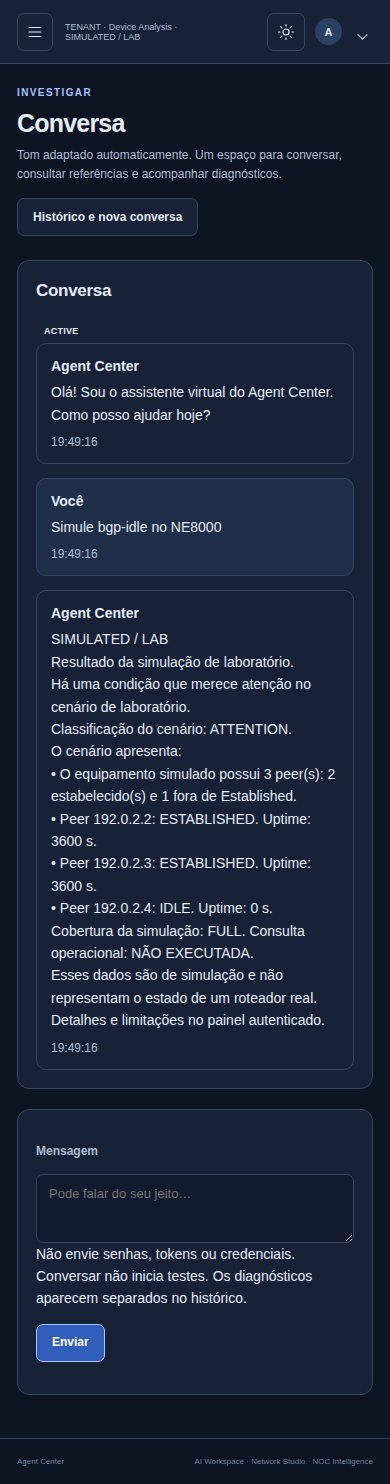 TENANT · Device Analysis ·
SIMULATED / LAB
A
INVESTIGAR
Conversa
Tom adaptado automaticamente. Um espaço para conversar,
consultar referências e acompanhar diagnósticos.
Histórico e nova conversa
Conversa
ACTIVE
Agent Center
Olá! Sou o assistente virtual do Agent Center.
Como posso ajudar hoje?
19:49:16
Você
Simule bgp-idle no NE8000
19:49:16
Agent Center
SIMULATED / LAB
Resultado da simulação de laboratório.
Há uma condição que merece atenção no
cenário de laboratório.
Classificação do cenário: ATTENTION.
O cenário apresenta:
• O equipamento simulado possui 3 peer(s): 2
estabelecido(s) e 1 fora de Established.
• Peer 192.0.2.2: ESTABLISHED. Uptime:
3600 s.
• Peer 192.0.2.3: ESTABLISHED. Uptime:
3600 s.
• Peer 192.0.2.4: IDLE. Uptime: 0 s.
Cobertura da simulação: FULL. Consulta
operacional: NÃO EXECUTADA.
Esses dados são de simulação e não
representam o estado de um roteador real.
Detalhes e limitações no painel autenticado.
19:49:16
Mensagem
Pode falar do seu jeito…
Não envie senhas, tokens ou credenciais.
Conversar não inicia testes. Os diagnósticos
aparecem separados no histórico.
Enviar
Agent Center
AI Workspace · Network Studio · NOC Intelligence